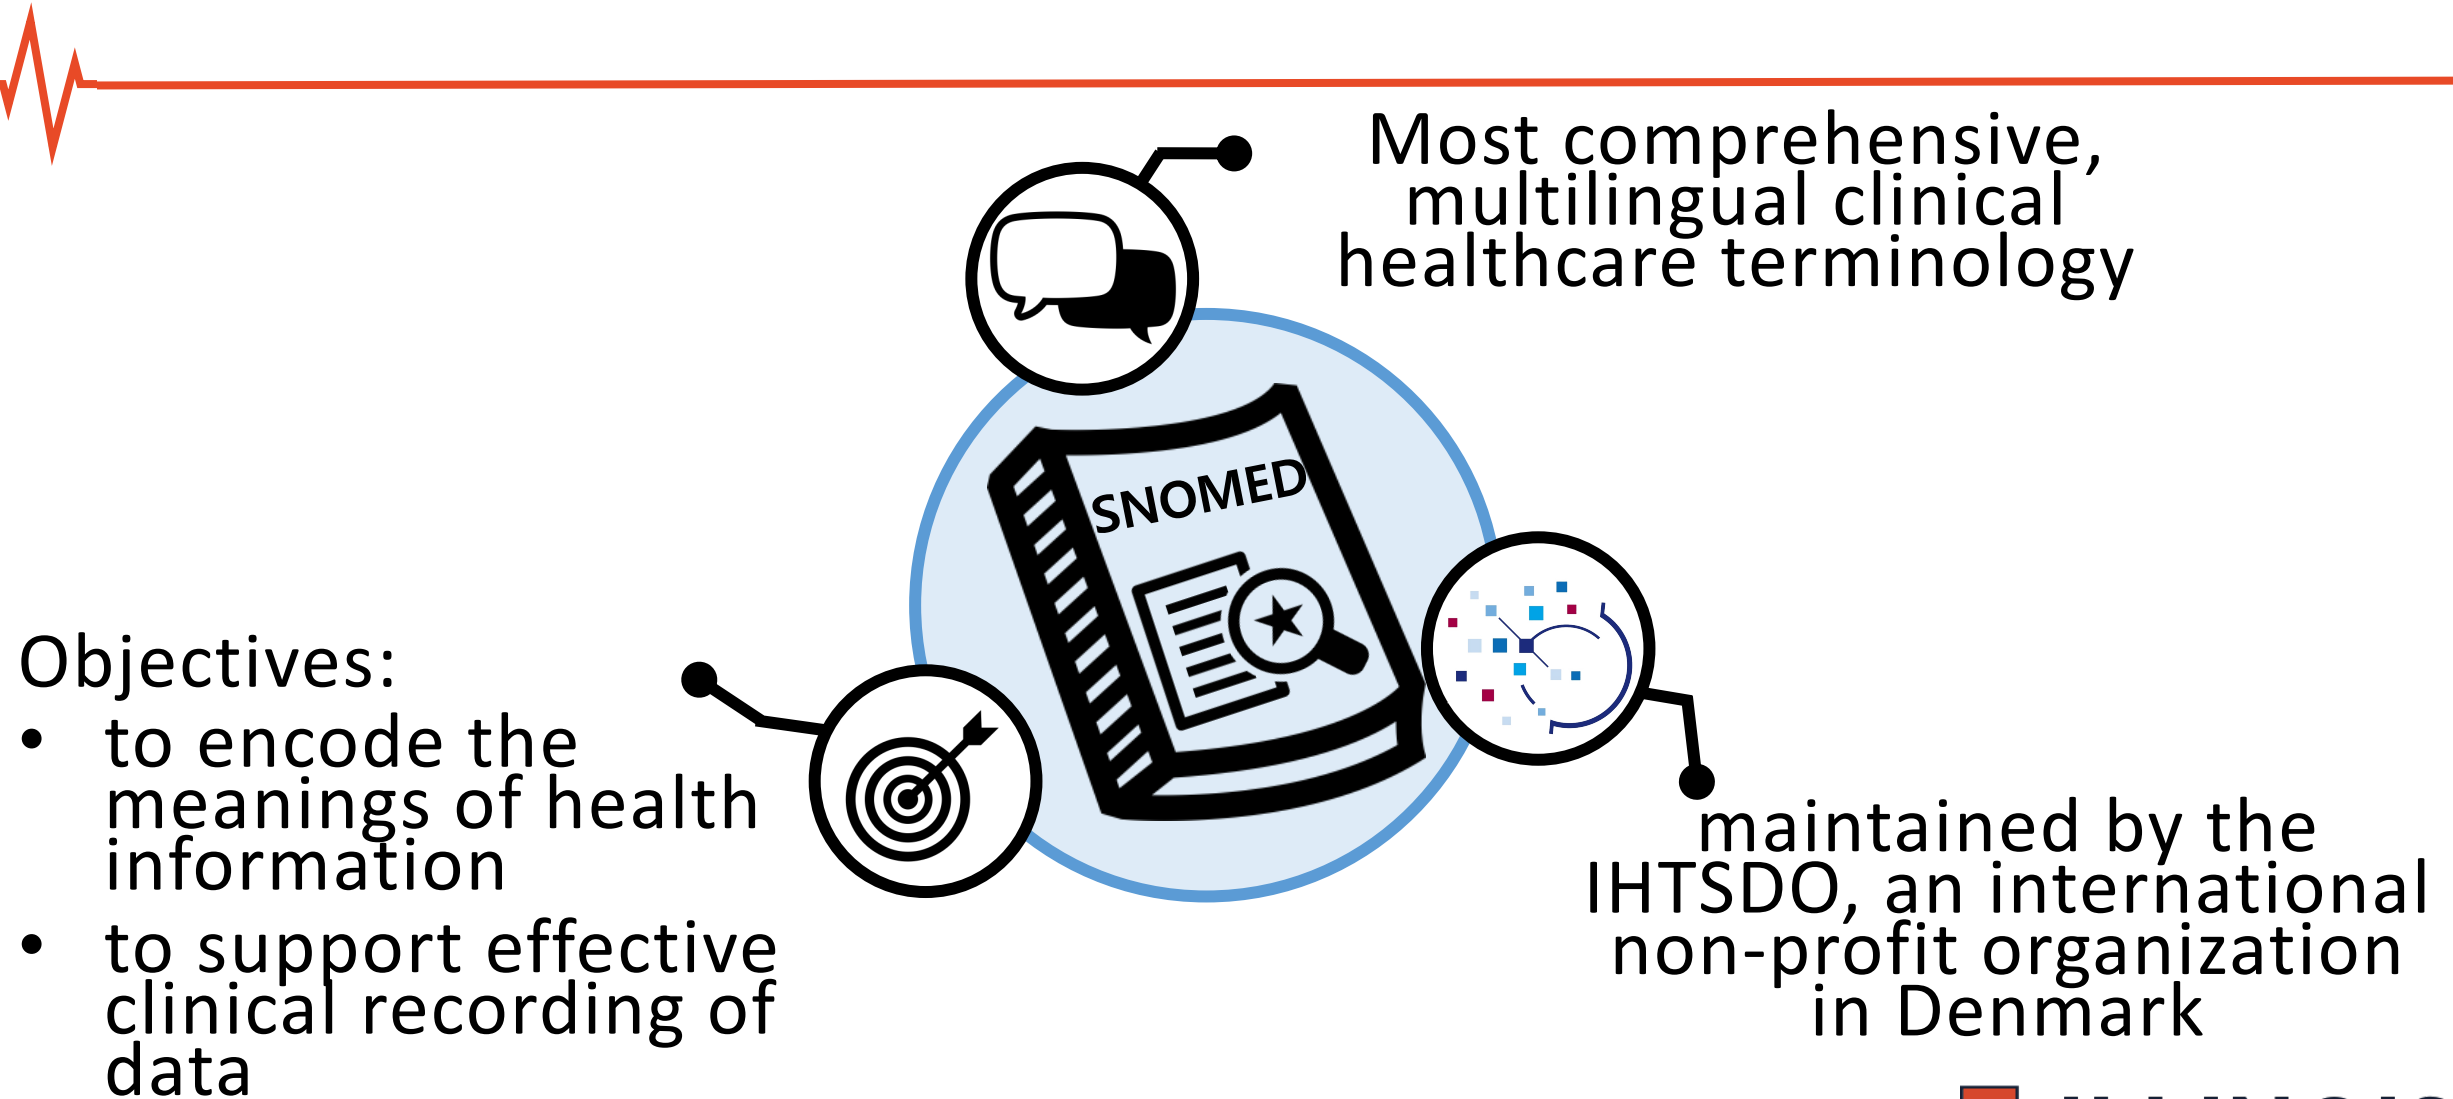 Most comprehensive,
multilingual clinical
healthcare terminology
SNOMED
Objectives:
• to encode the
meanings of health
information
• to support effective
clinical recording of
data
maintained by the
IHTSDO, an international
non-profit organization
in Denmark